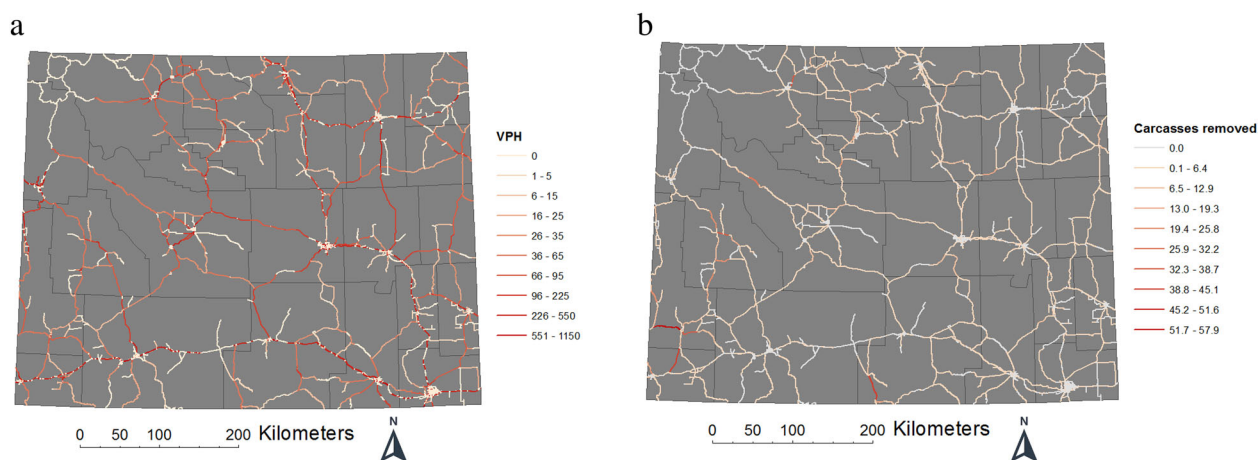 a
VPH
0
1 - 5
6 - 15
16 - 25
26 - 35
36 - 65
66 - 95
96 - 225
226 - 550
551 - 1150
0 50 100 200 Kilometers
N
b
Carcasses removed
0.0
0.1 - 6.4
6.5 - 12.9
13.0 - 19.3
19.4 - 25.8
25.9 - 32.2
32.3 - 38.7
38.8 - 45.1
45.2 - 51.6
51.7 - 57.9
0 50 100 200 Kilometers
N